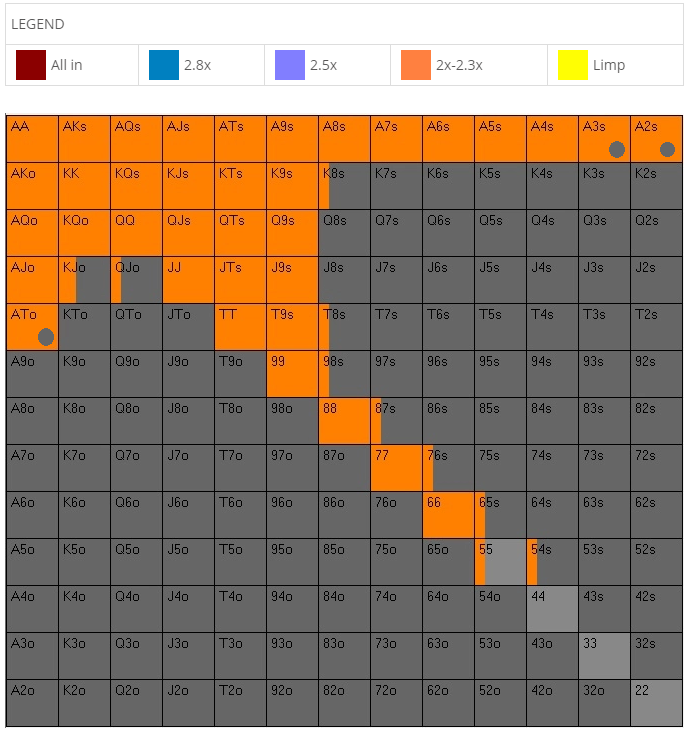 LEGEND
All in 2.8x 2.5x 2x-2.3x Limp
AA AKs AQs AJs ATs A9s A8s A7s A6s A5s A4s A3s A2s
AKo KK KQs KJs KTs K9s K8s K7s K6s K5s K4s K3s K2s
AQo KQo QQ QJs QTs Q9s Q8s Q7s Q6s Q5s Q4s Q3s Q2s
AJo KJo QJo JJ JTs J9s J8s J7s J6s J5s J4s J3s J2s
ATo KTo QTo JTo TT T9s T8s T7s T6s T5s T4s T3s T2s
A9o K9o Q9o J9o T9o 99 98s 97s 96s 95s 94s 93s 92s
A8o K8o Q8o J8o T8o 98o 88 87s 86s 85s 84s 83s 82s
A7o K7o Q7o J7o T7o 97o 87o 77 76s 75s 74s 73s 72s
A6o K6o Q6o J6o T6o 96o 86o 76o 66 65s 64s 63s 62s
A5o K5o Q5o J5o T5o 95o 85o 75o 65o 55 54s 53s 52s
A4o K4o Q4o J4o T4o 94o 84o 74o 64o 54o 44 43s 42s
A3o K3o Q3o J3o T3o 93o 83o 73o 63o 53o 43o 33 32s
A2o K2o Q2o J2o T2o 92o 82o 72o 62o 52o 42o 32o 22